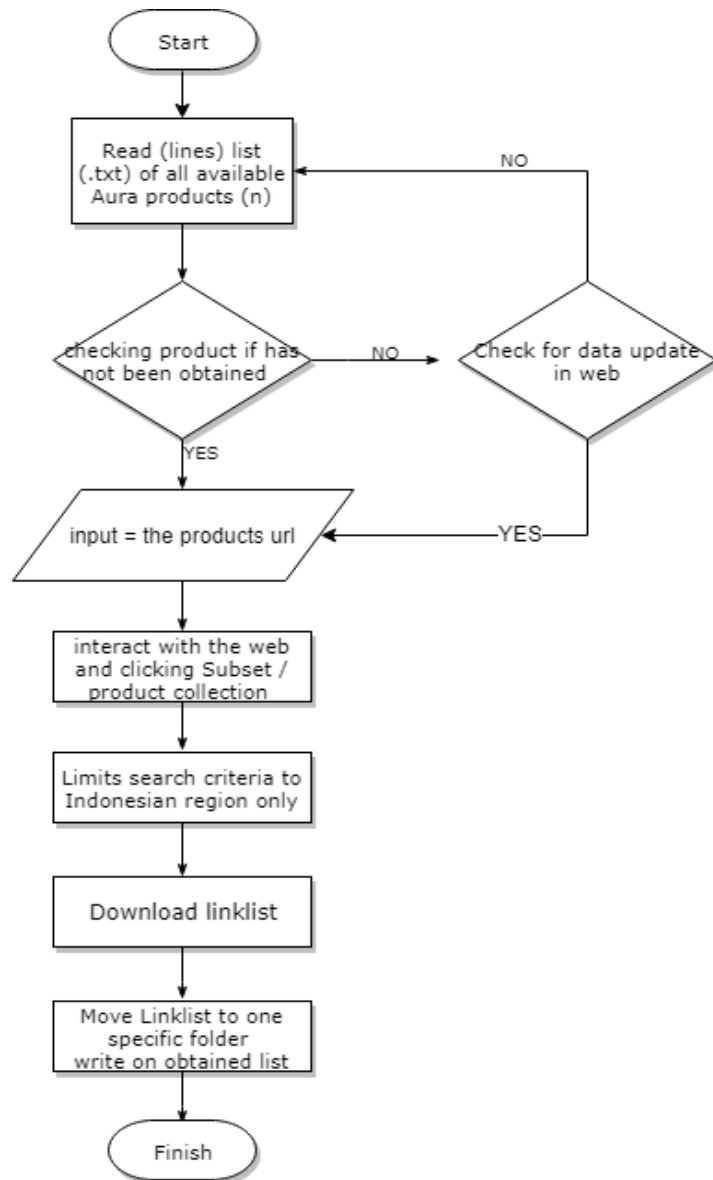 Start
Read (lines) list
(.txt) of all available
Aura products (n)
NO
checking product if has
not been obtained
NO
Check for data update
in web
YES
input = the products url
YES
interact with the web
and clicking Subset /
product collection
Limits search criteria to
Indonesian region only
Download linklist
Move Linklist to one
specific folder
write on obtained list
Finish